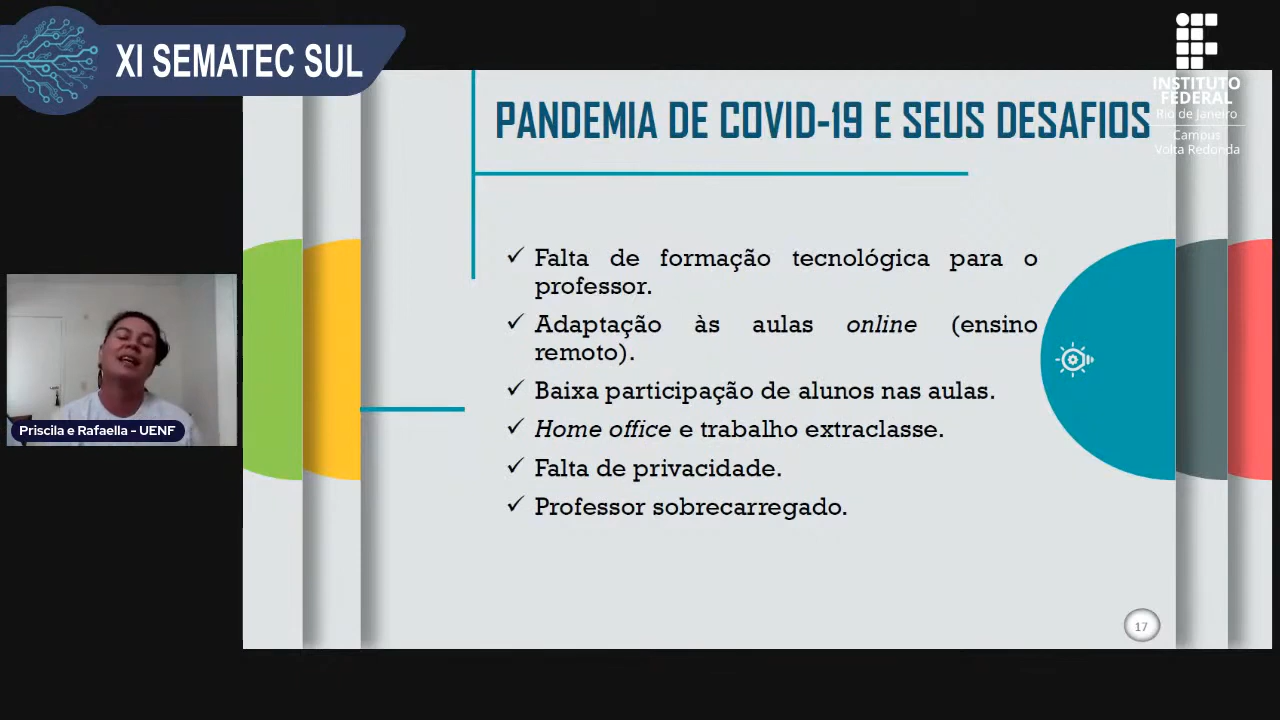 XI SEMATEC SUL
INSTITUTO
FEDERAL
Rio de Janeiro
Campus
Volta Redonda
PANDEMIA DE COVID-19 E SEUS DESAFIOS
✓ Falta de formação tecnológica para o
professor.
✓ Adaptação às aulas online (ensino
remoto).
✓ Baixa participação de alunos nas aulas.
✓ Home office e trabalho extraclasse.
✓ Falta de privacidade.
✓ Professor sobrecarregado.
Priscila e Rafaella - UENF
17